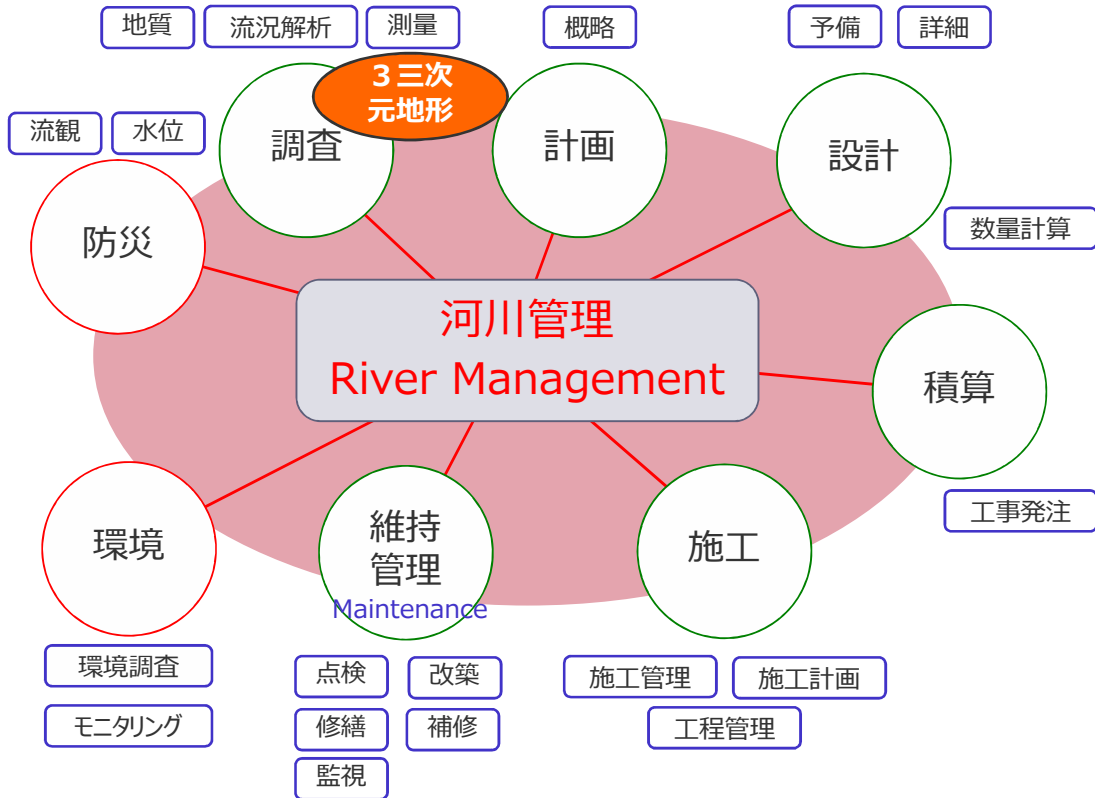 地質
流況解析
測量
概略
予備
詳細
３三次
元地形
流観
水位
調査
計画
設計
防災
数量計算
河川管理
River Management
積算
工事発注
環境
維持
管理
Maintenance
施工
環境調査
モニタリング
点検
改築
修繕
補修
監視
施工管理
施工計画
工程管理